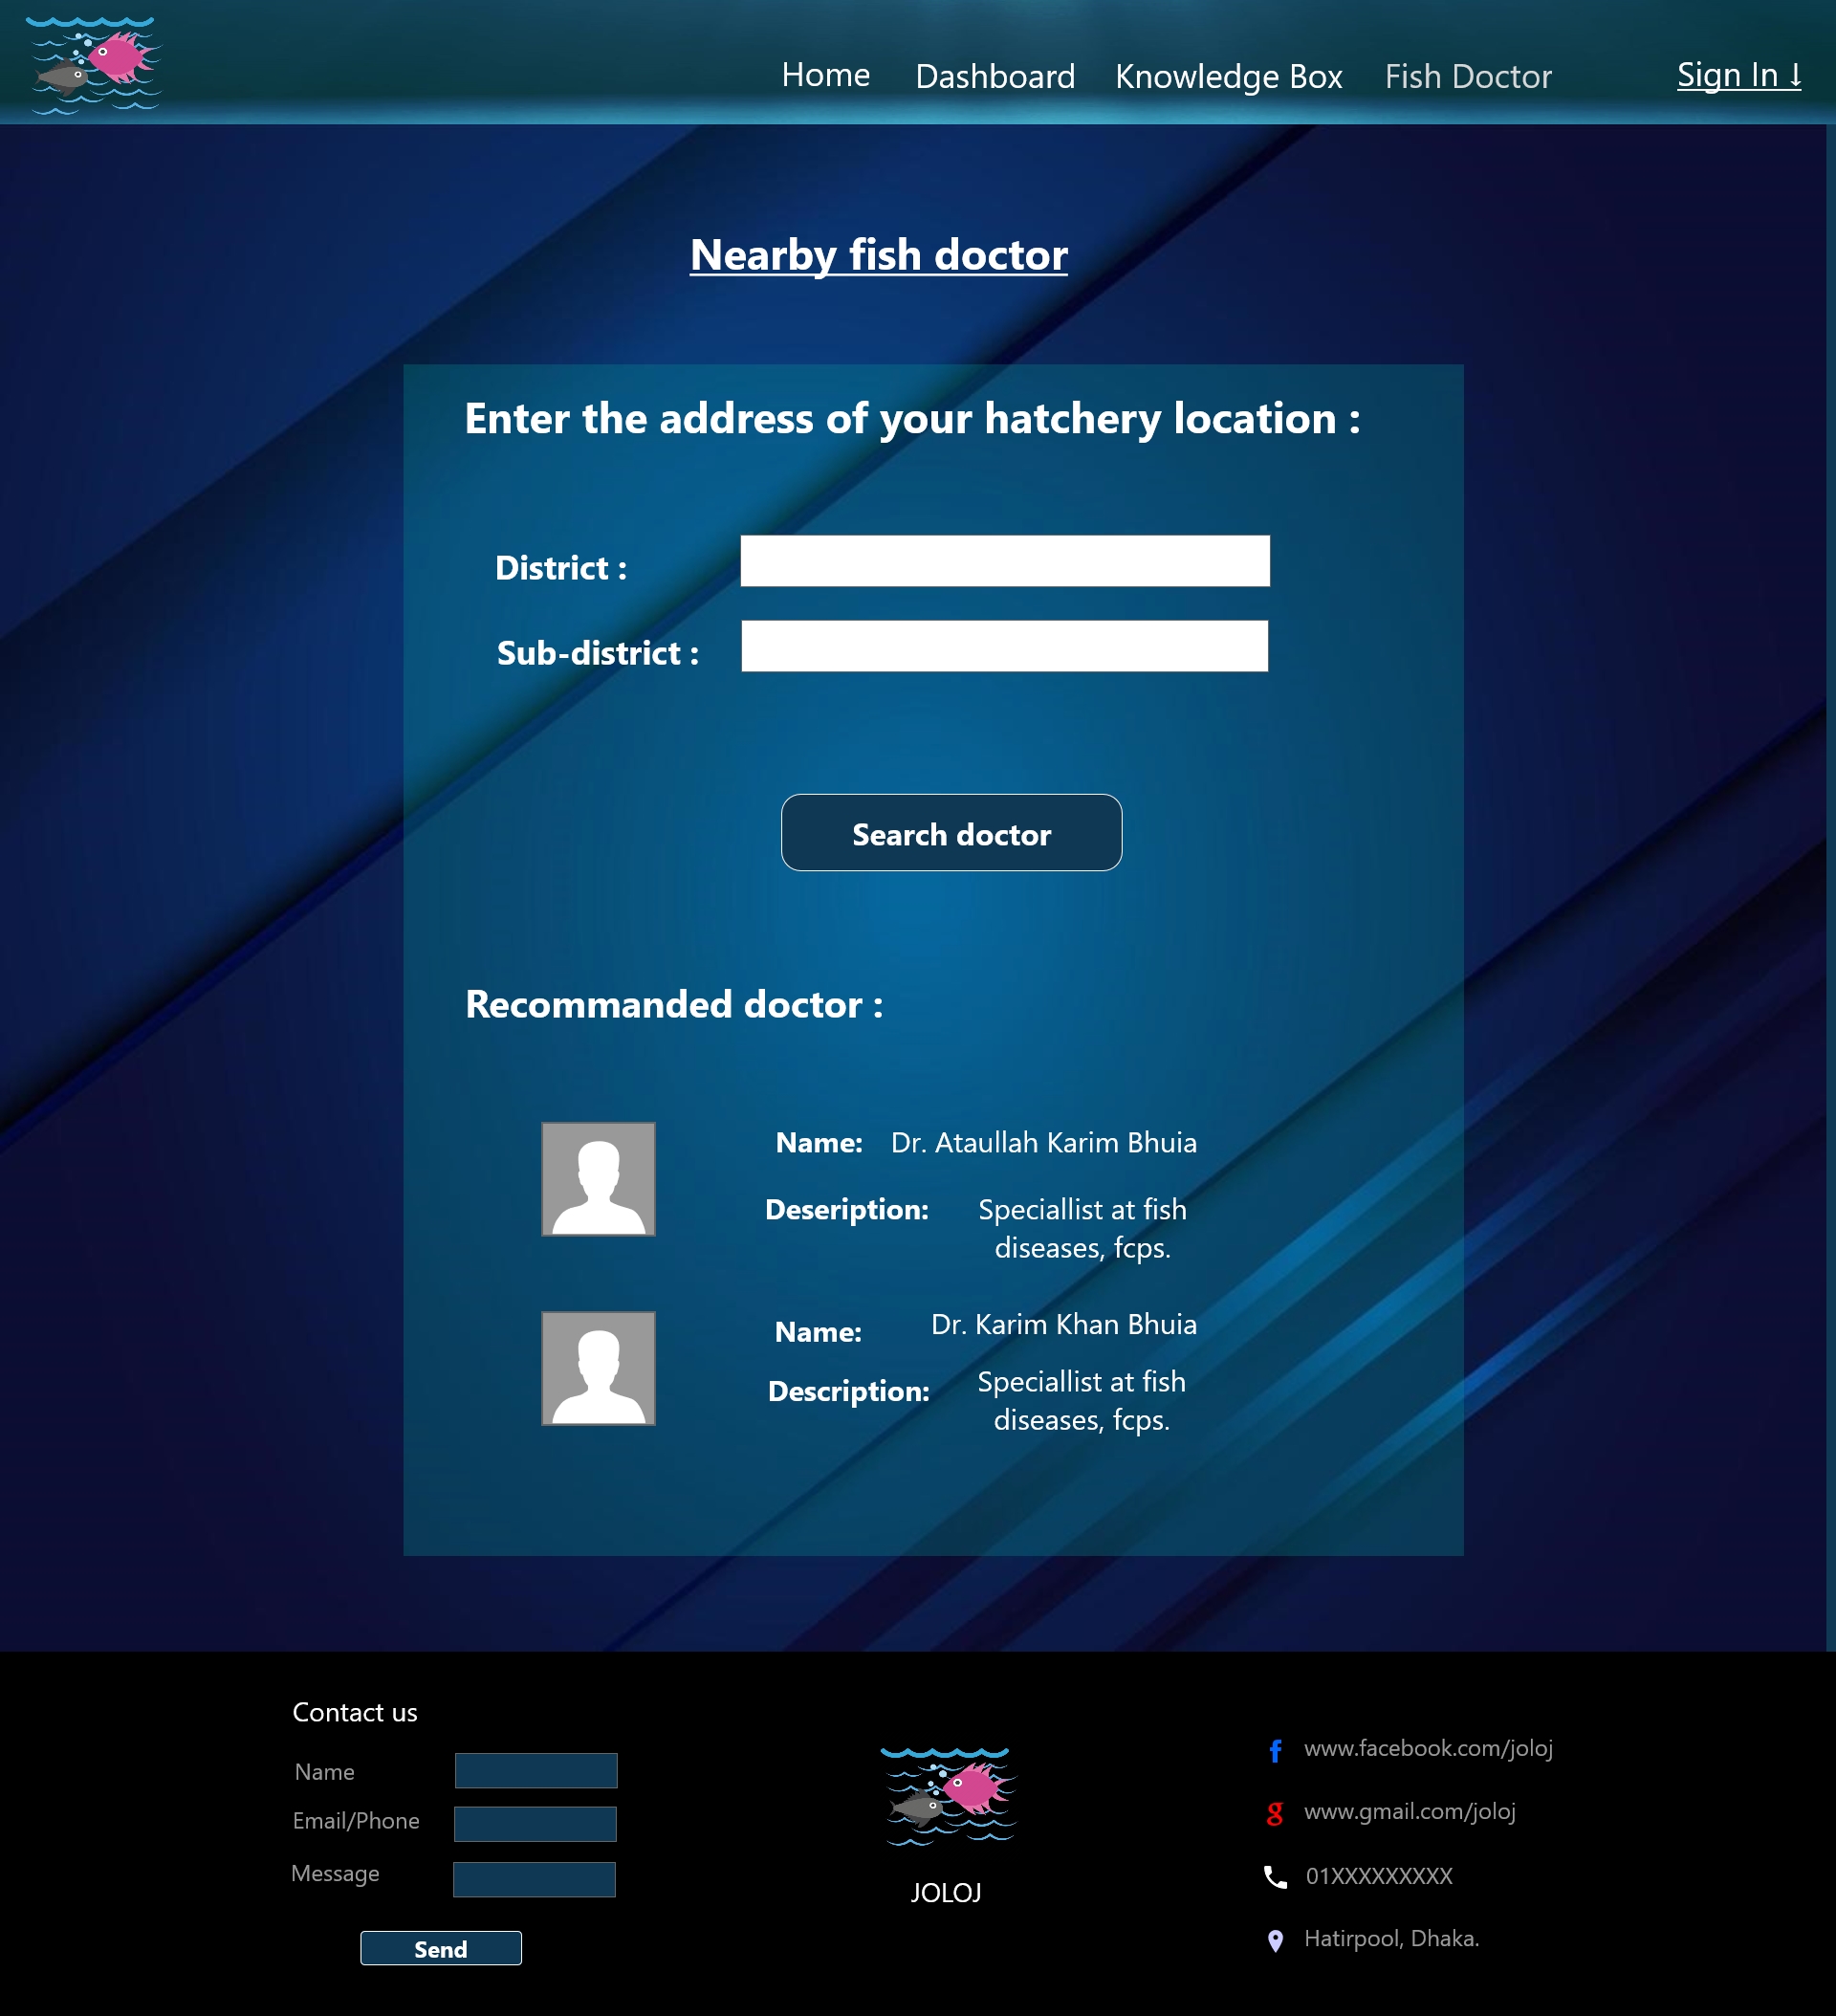 Home Dashboard Knowledge Box Fish Doctor Sign In ↓
Nearby fish doctor
Enter the address of your hatchery location :
District :
Sub-district :
Search doctor
Recommanded doctor :
Name: Dr. Ataullah Karim Bhuia
Deseription: Speciallist at fish
diseases, fcps.
Name: Dr. Karim Khan Bhuia
Description: Speciallist at fish
diseases, fcps.
Contact us
Name
Email/Phone
Message
Send
JOLOJ
www.facebook.com/joloj
www.gmail.com/joloj
01XXXXXXXXX
Hatirpool, Dhaka.